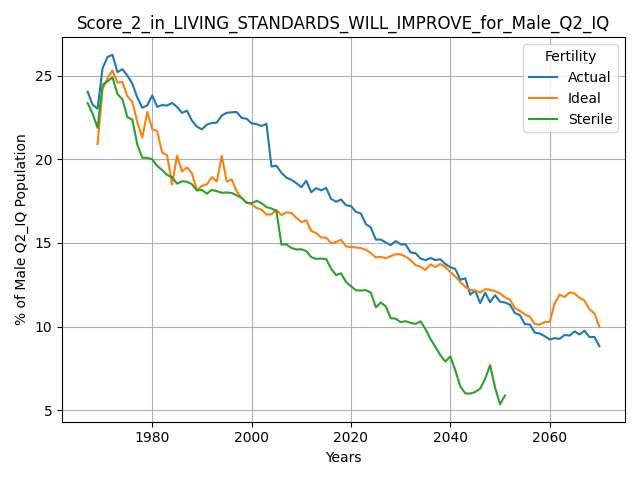 Score_2_in_LIVING_STANDARDS_WILL_IMPROVE_for_Male_Q2_IQ
Fertility
Actual
Ideal
Sterile
% of Male Q2_IQ Population
25
20
15
10
5
1980 2000 2020 2040 2060
Years